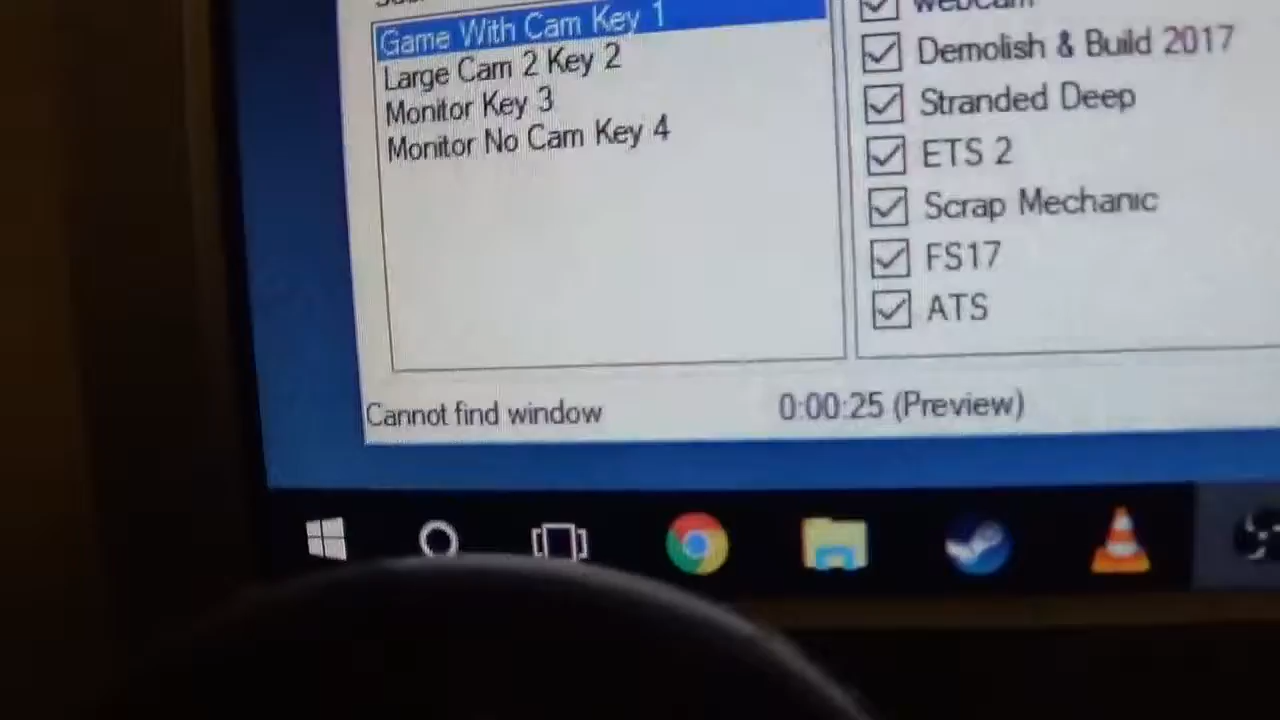 Game With Cam Key 1
Large Cam 2 Key 2
Monitor Key 3
Monitor No Cam Key 4
Webcam
Demolish & Build 2017
Stranded Deep
ETS 2
Scrap Mechanic
FS17
ATS
Cannot find window
0:00:25 (Preview)